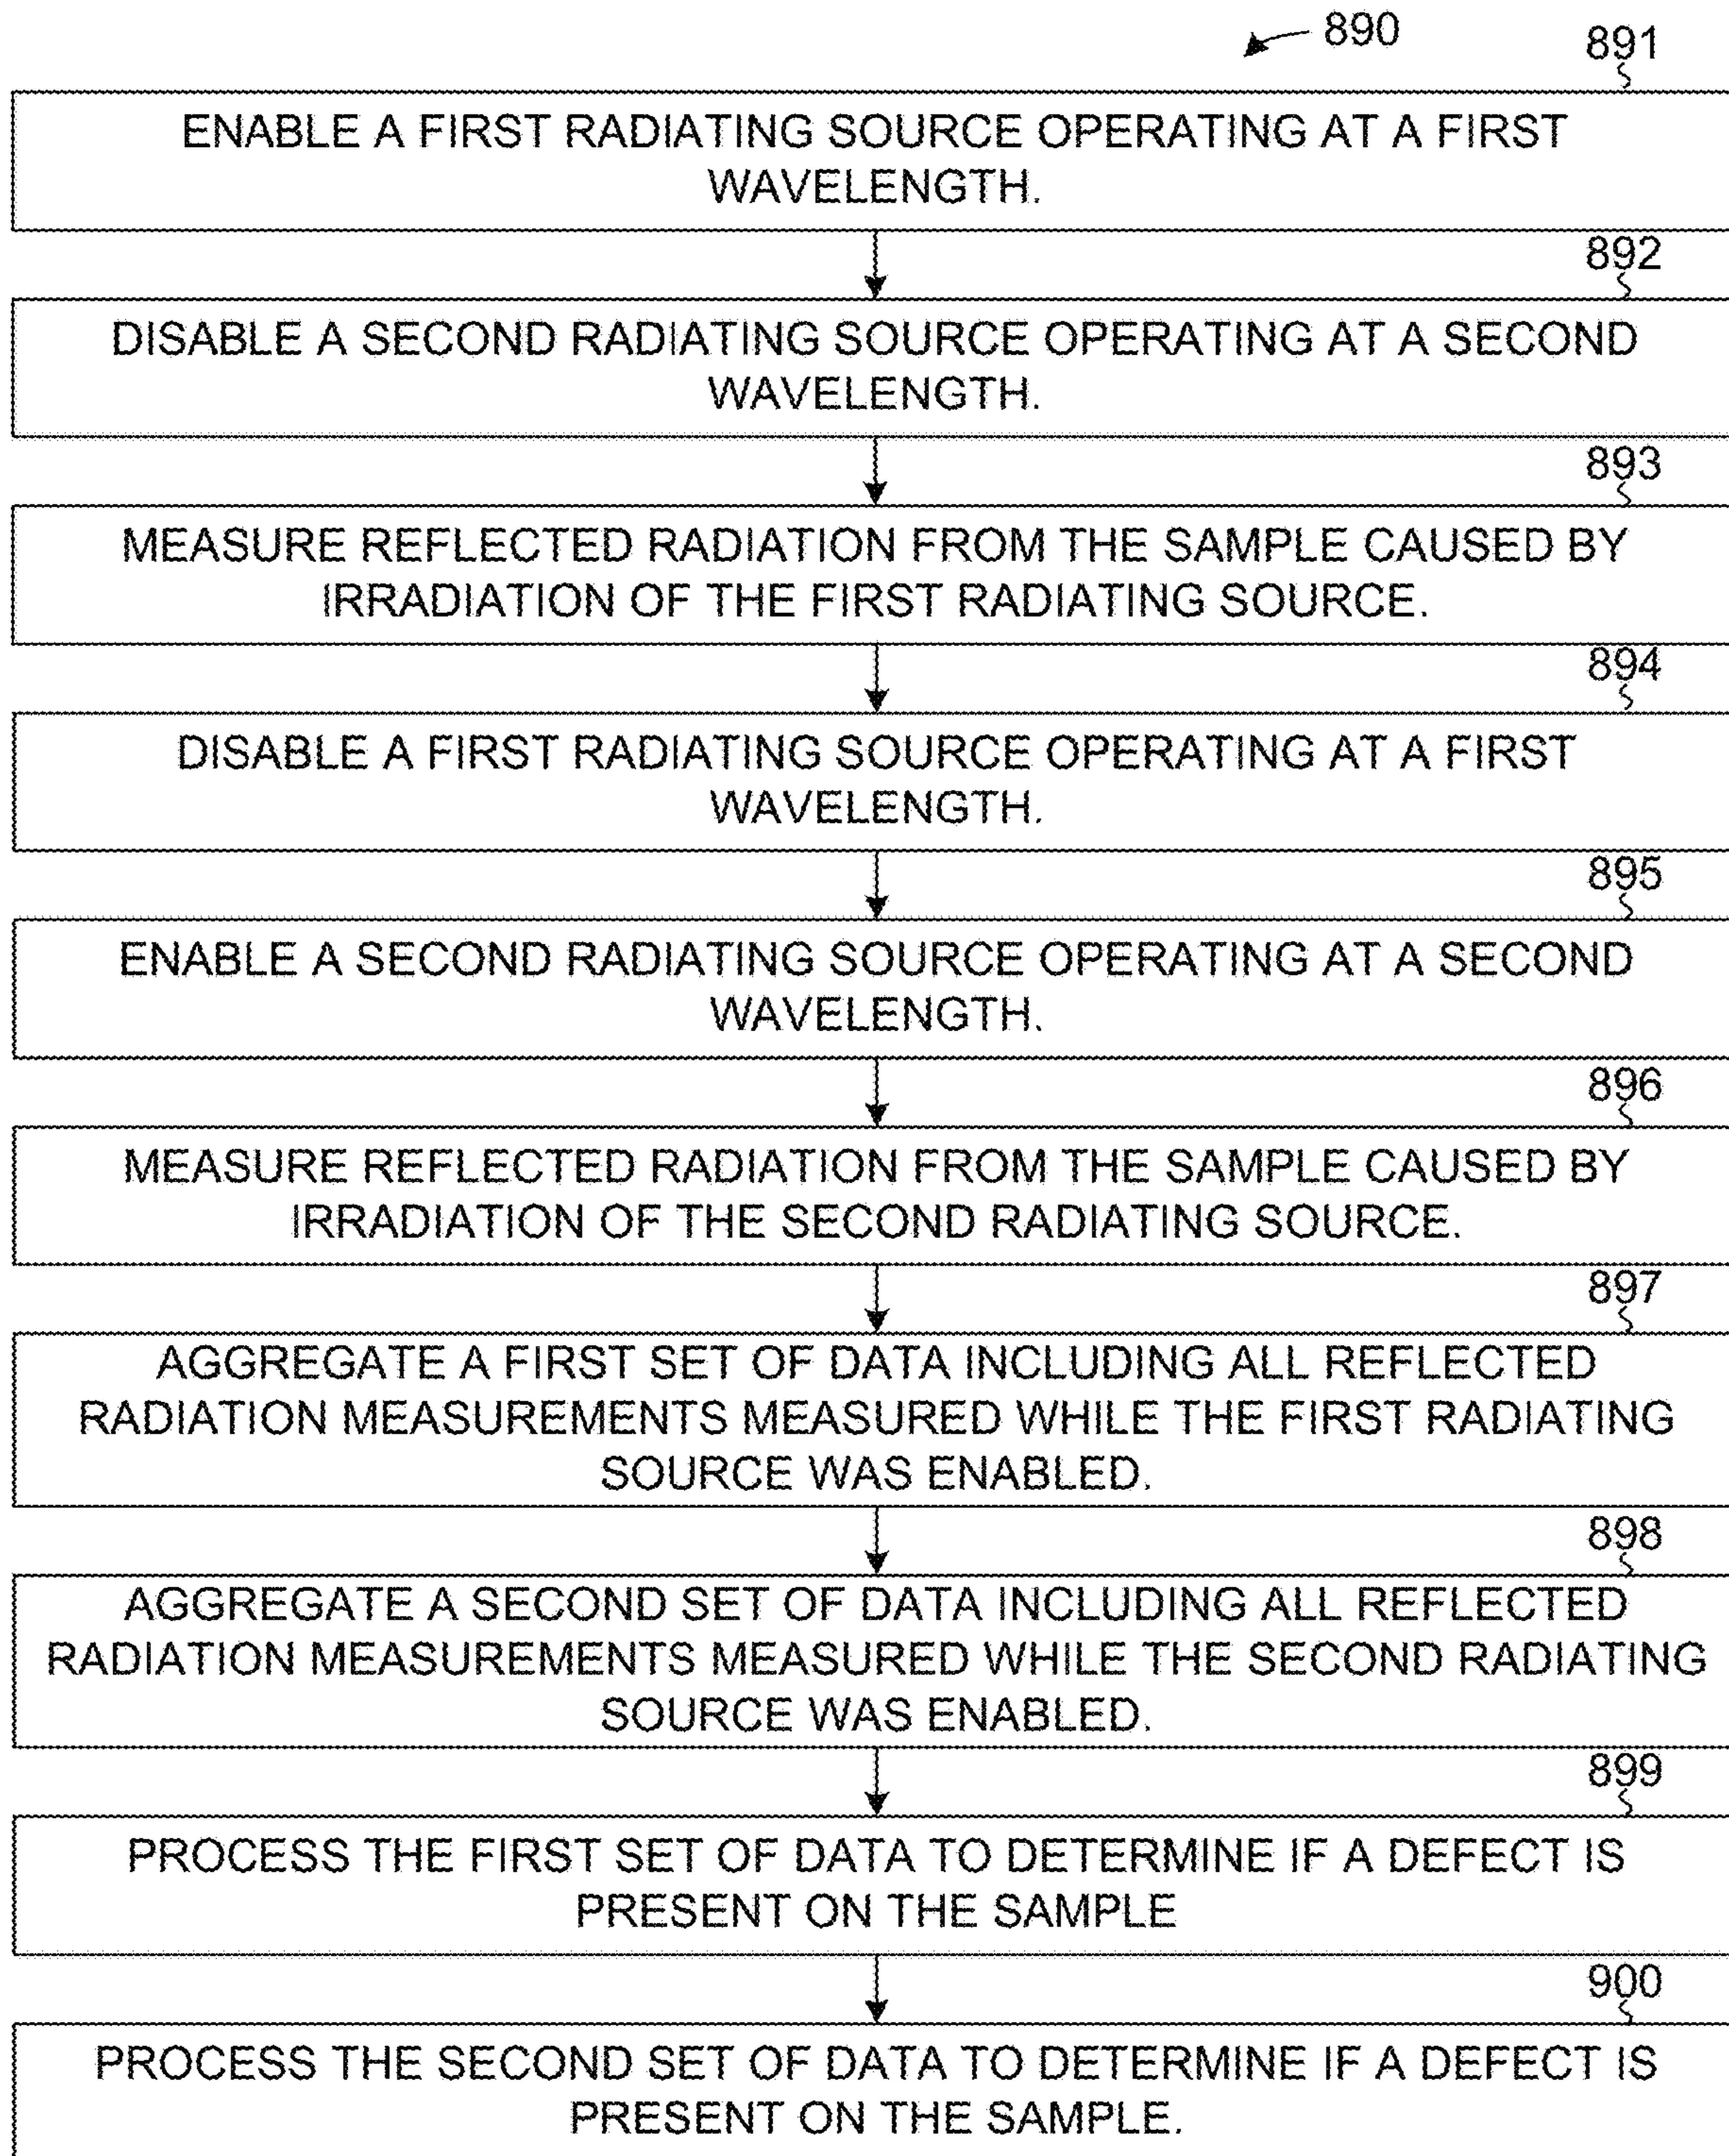 890
891
ENABLE A FIRST RADIATING SOURCE OPERATING AT A FIRST
WAVELENGTH.
892
DISABLE A SECOND RADIATING SOURCE OPERATING AT A SECOND
WAVELENGTH.
893
MEASURE REFLECTED RADIATION FROM THE SAMPLE CAUSED BY
IRRADIATION OF THE FIRST RADIATING SOURCE.
894
DISABLE A FIRST RADIATING SOURCE OPERATING AT A FIRST
WAVELENGTH.
895
ENABLE A SECOND RADIATING SOURCE OPERATING AT A SECOND
WAVELENGTH.
896
MEASURE REFLECTED RADIATION FROM THE SAMPLE CAUSED BY
IRRADIATION OF THE SECOND RADIATING SOURCE.
897
AGGREGATE A FIRST SET OF DATA INCLUDING ALL REFLECTED
RADIATION MEASUREMENTS MEASURED WHILE THE FIRST RADIATING
SOURCE WAS ENABLED.
898
AGGREGATE A SECOND SET OF DATA INCLUDING ALL REFLECTED
RADIATION MEASUREMENTS MEASURED WHILE THE SECOND RADIATING
SOURCE WAS ENABLED.
899
PROCESS THE FIRST SET OF DATA TO DETERMINE IF A DEFECT IS
PRESENT ON THE SAMPLE
900
PROCESS THE SECOND SET OF DATA TO DETERMINE IF A DEFECT IS
PRESENT ON THE SAMPLE.